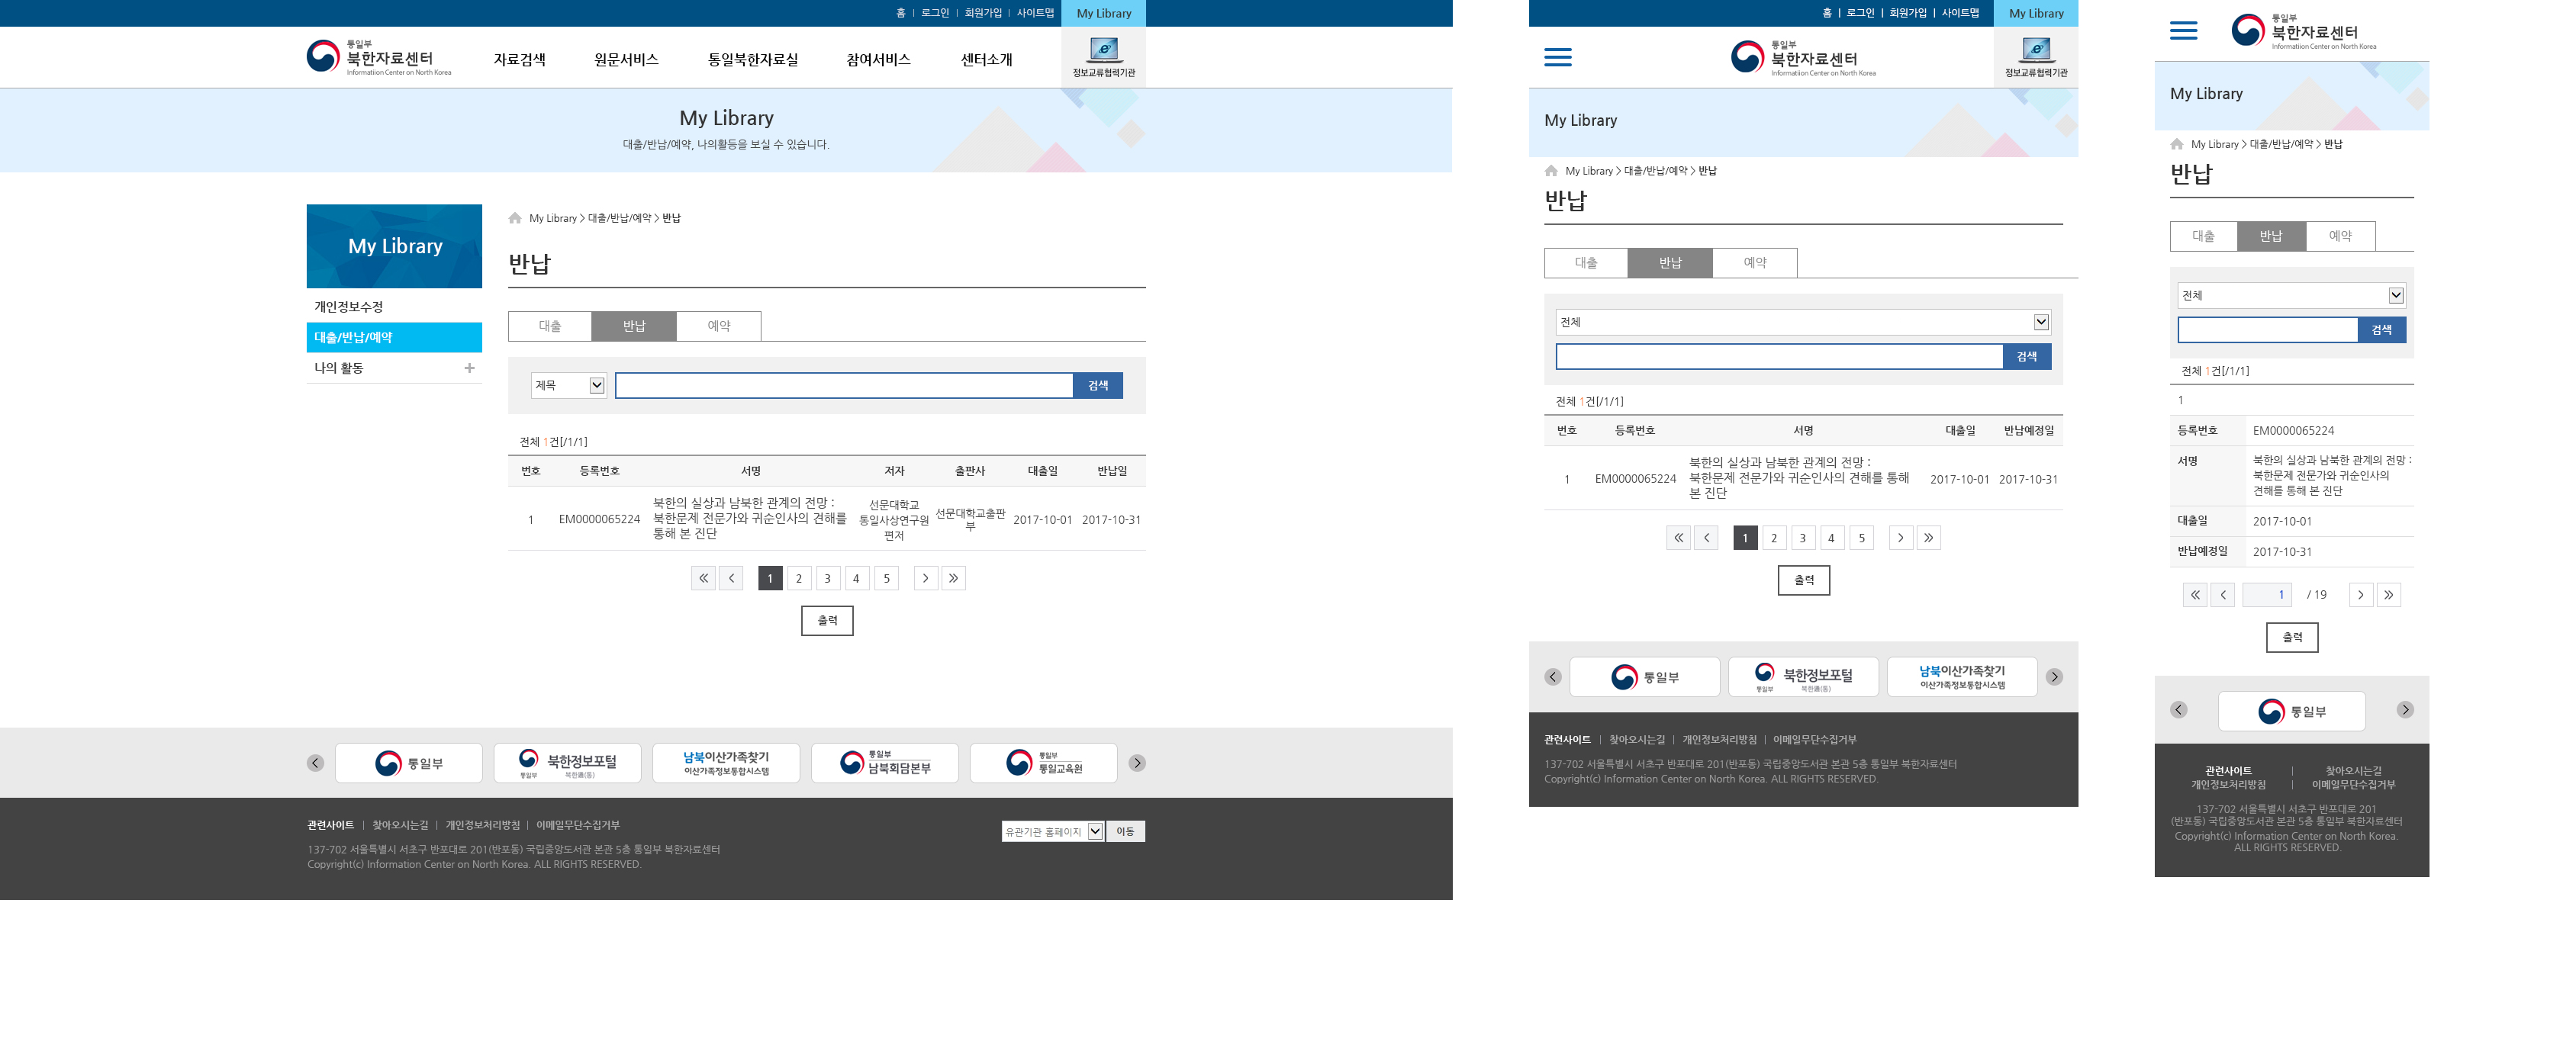 홈 | 로그인 | 회원가입 | 사이트맵 My Library
통일부
북한자료센터
Informatiion Center on North Korea
자료검색 원문서비스 통일북한자료실 참여서비스 센터소개
정보교류협력기관
My Library
대출/반납/예약, 나의활등을 보실 수 있습니다.
My Library
개인정보수정
대출/반납/예약
나의 활동
My Library > 대출/반납/예약 > 반납
반납
대출 반납 예약
제목 검색
전체 1건[/1/1]
번호 등록번호 서명 저자 출판사 대출일 반납일
1 EM0000065224 북한의 실상과 남북한 관계의 전망 :
북한문제 전문가와 귀순인사의 견해를
통해 본 진단
선문대학교
통일사상연구원
편저
선문대학교출판
부
2017-10-01 2017-10-31
1 2 3 4 5
출력
통일부
북한정보포털
통일부 북한通(통)
남북이산가족찾기
이산가족정보통합시스템
통일부
남북회담본부
통일부
통일교육원
관련사이트 | 찾아오시는길 | 개인정보처리방침 | 이메일무단수집거부
137-702 서울특별시 서초구 반포대로 201(반포동) 국립중앙도서관 본관 5층 통일부 북한자료센터
Copyright(c) Information Center on North Korea. ALL RIGHTS RESERVED.
유관기관 홈페이지 이동
홈 | 로그인 | 회원가입 | 사이트맵 My Library
통일부
북한자료센터
Informatiion Center on North Korea
정보교류협력기관
My Library
My Library > 대출/반납/예약 > 반납
반납
대출 반납 예약
전체
검색
전체 1건[/1/1]
번호 등록번호 서명 대출일 반납예정일
1 EM0000065224 북한의 실상과 남북한 관계의 전망 :
북한문제 전문가와 귀순인사의 견해를 통해
본 진단
2017-10-01 2017-10-31
1 2 3 4 5
출력
통일부
북한정보포털
통일부 북한通(통)
남북이산가족찾기
이산가족정보통합시스템
관련사이트 | 찾아오시는길 | 개인정보처리방침 | 이메일무단수집거부
137-702 서울특별시 서초구 반포대로 201(반포동) 국립중앙도서관 본관 5층 통일부 북한자료센터
Copyright(c) Information Center on North Korea. ALL RIGHTS RESERVED.
통일부
북한자료센터
Informatiion Center on North Korea
My Library
My Library > 대출/반납/예약 > 반납
반납
대출 반납 예약
전체
검색
전체 1건[/1/1]
1
등록번호 EM0000065224
서명 북한의 실상과 남북한 관계의 전망 :
북한문제 전문가와 귀순인사의
견해를 통해 본 진단
대출일 2017-10-01
반납예정일 2017-10-31
1 / 19
출력
통일부
관련사이트 | 찾아오시는길
개인정보처리방침 | 이메일무단수집거부
137-702 서울특별시 서초구 반포대로 201
(반포동) 국립중앙도서관 본관 5층 통일부 북한자료센터
Copyright(c) Information Center on North Korea.
ALL RIGHTS RESERVED.